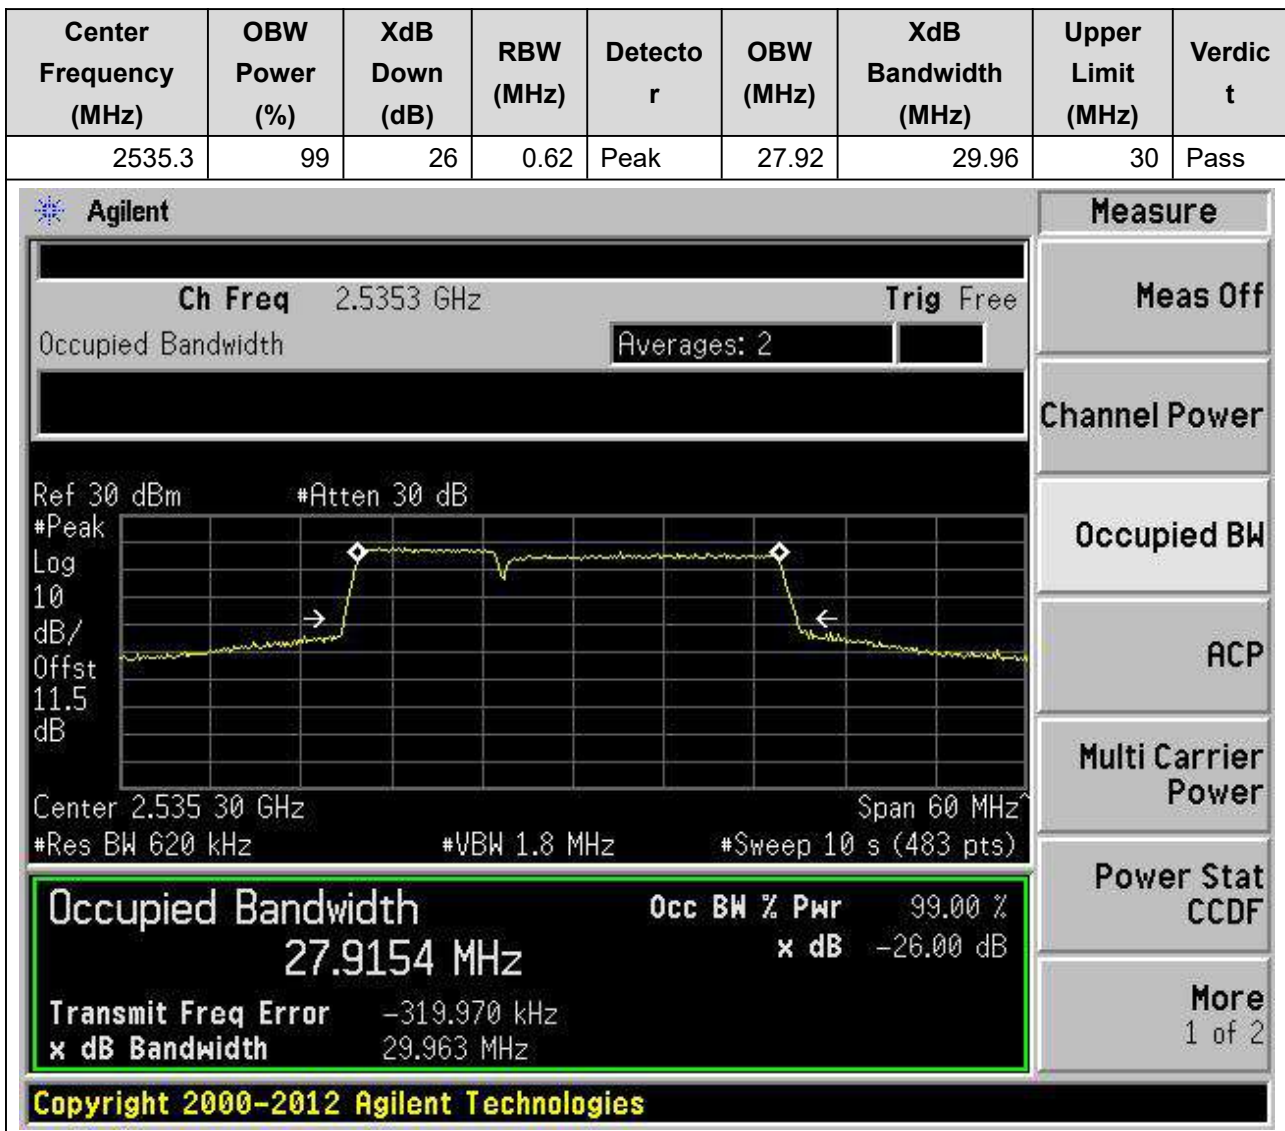 Center Frequency (MHz) OBW Power (%) XdB Down (dB) RBW (MHz) Detecto r OBW (MHz) XdB Bandwidth (MHz) Upper Limit (MHz) Verdic t
2535.3 99 26 0.62 Peak 27.92 29.96 30 Pass
Agilent
Ch Freq 2.5353 GHz Trig Free
Occupied Bandwidth Averages: 2
Ref 30 dBm #Atten 30 dB
#Peak
Log
10
dB/
Offst
11.5
dB
Center 2.535 30 GHz Span 60 MHz^
#Res BW 620 kHz #VBW 1.8 MHz #Sweep 10 s (483 pts)
Occupied Bandwidth Occ BW % Pwr 99.00 %
27.9154 MHz x dB -26.00 dB
Transmit Freq Error -319.970 kHz
x dB Bandwidth 29.963 MHz
Copyright 2000-2012 Agilent Technologies
Measure
Meas Off
Channel Power
Occupied BW
ACP
Multi Carrier
Power
Power Stat
CCDF
More
1 of 2